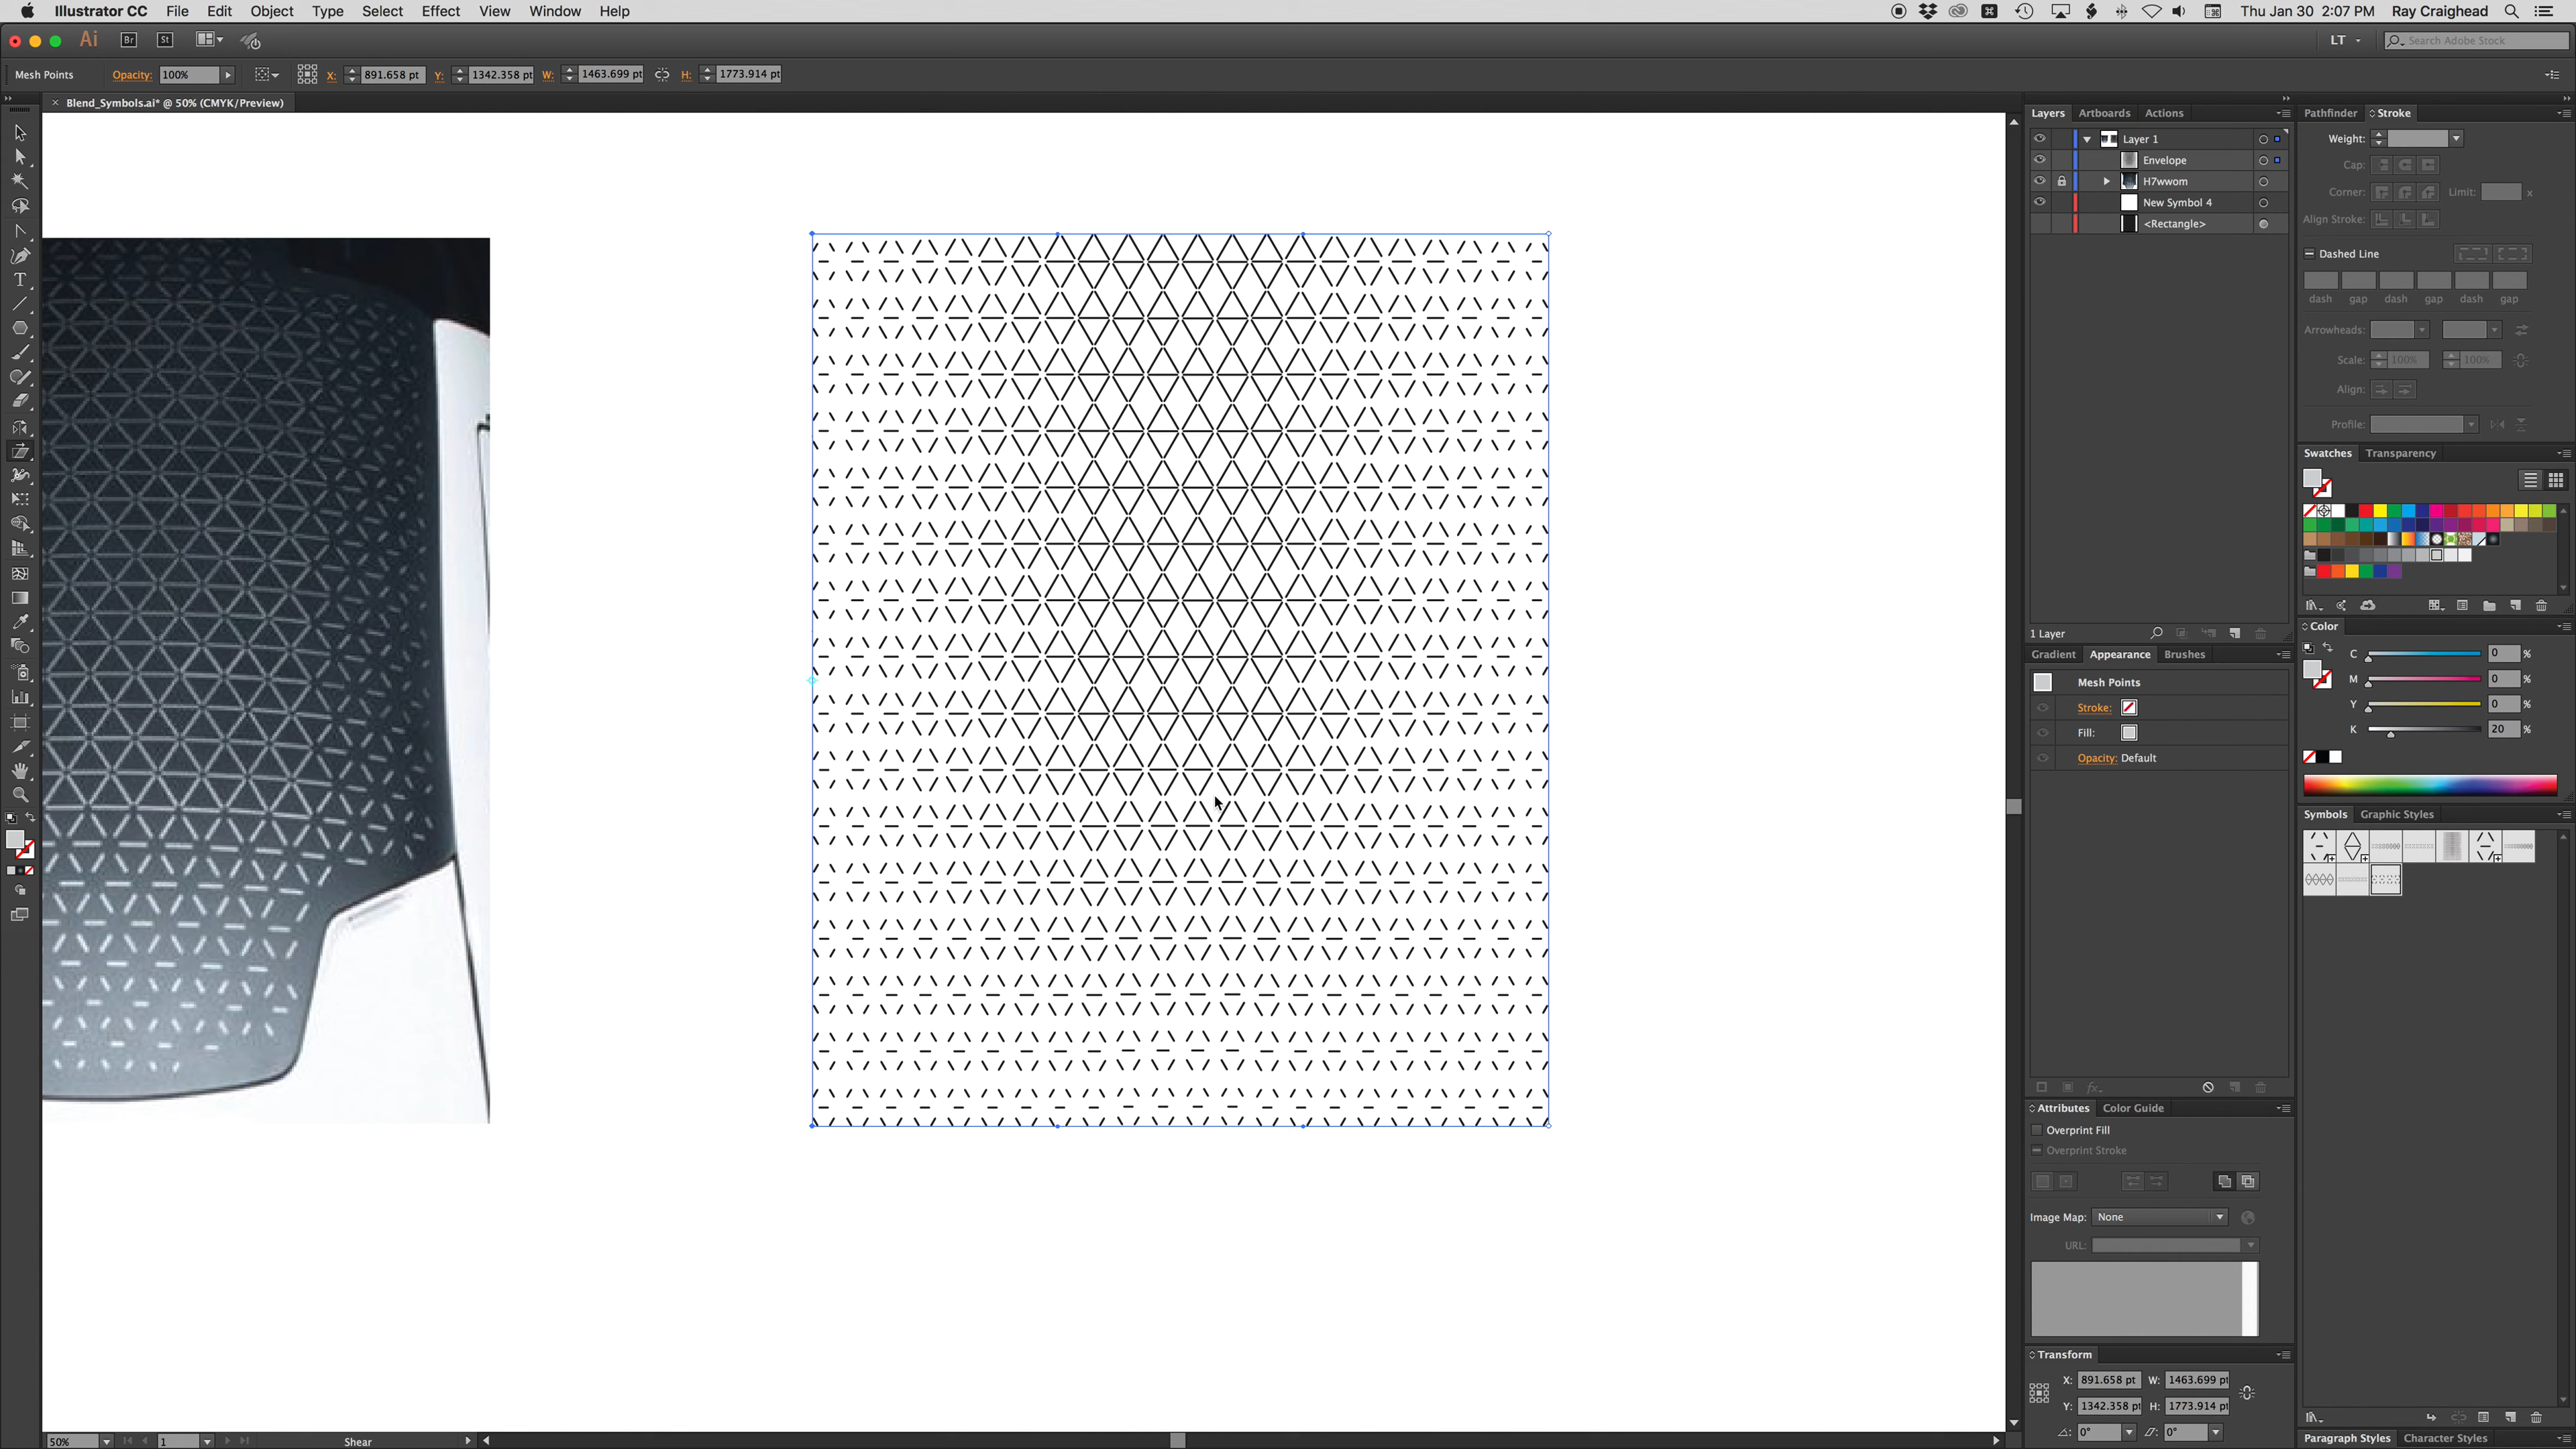 Illustrator CC File Edit Object Type Select Effect View Window Help Thu Jan 30 2:07 PM Ray Craighead
Ai Br St LT Search Adobe Stock
Mesh Points Opacity: 100% X: 891.658 pt Y: 1342.358 pt W: 1463.699 pt H: 1773.914 pt
× Blend_Symbols.ai* @ 50% (CMYK/Preview)
Layers Artboards Actions
Layer 1
Envelope
H7wwom
New Symbol 4
<Rectangle>
1 Layer
Gradient Appearance Brushes
Mesh Points
Stroke:
Fill:
Opacity: Default
fx
Attributes Color Guide
Overprint Fill
Overprint Stroke
Image Map: None
URL:
Transform
X: 891.658 pt W: 1463.699 pt
Y: 1342.358 pt H: 1773.914 pt
0° 0°
Pathfinder Stroke
Weight:
Cap:
Corner: Limit: x
Align Stroke:
Dashed Line
dash gap dash gap dash gap
Arrowheads:
Scale: 100% 100%
Align:
Profile:
Swatches Transparency
Color
C 0 %
M 0 %
Y 0 %
K 20 %
Symbols Graphic Styles
Paragraph Styles Character Styles
50% 1 Shear